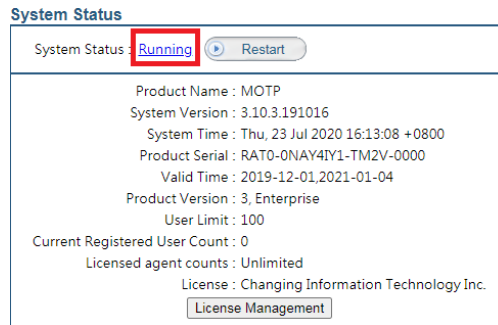 System Status
System Status : Running Restart
Product Name : MOTP
System Version : 3.10.3.191016
System Time : Thu, 23 Jul 2020 16:13:08 +0800
Product Serial : RAT0-0NAY4IY1-TM2V-0000
Valid Time : 2019-12-01,2021-01-04
Product Version : 3, Enterprise
User Limit : 100
Current Registered User Count : 0
Licensed agent counts : Unlimited
License : Changing Information Technology Inc.
License Management